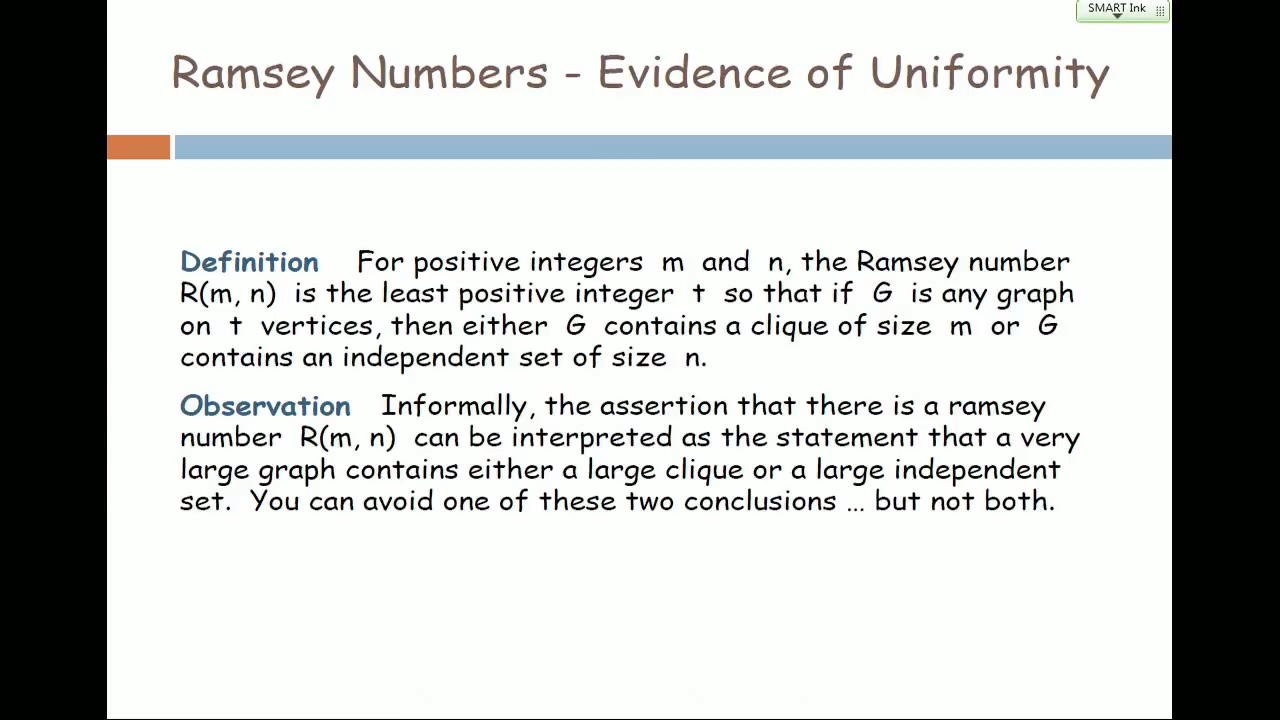 SMART Ink
Ramsey Numbers - Evidence of Uniformity
Definition For positive integers m and n, the Ramsey number
R(m, n) is the least positive integer t so that if G is any graph
on t vertices, then either G contains a clique of size m or G
contains an independent set of size n.
Observation Informally, the assertion that there is a ramsey
number R(m, n) can be interpreted as the statement that a very
large graph contains either a large clique or a large independent
set. You can avoid one of these two conclusions … but not both.